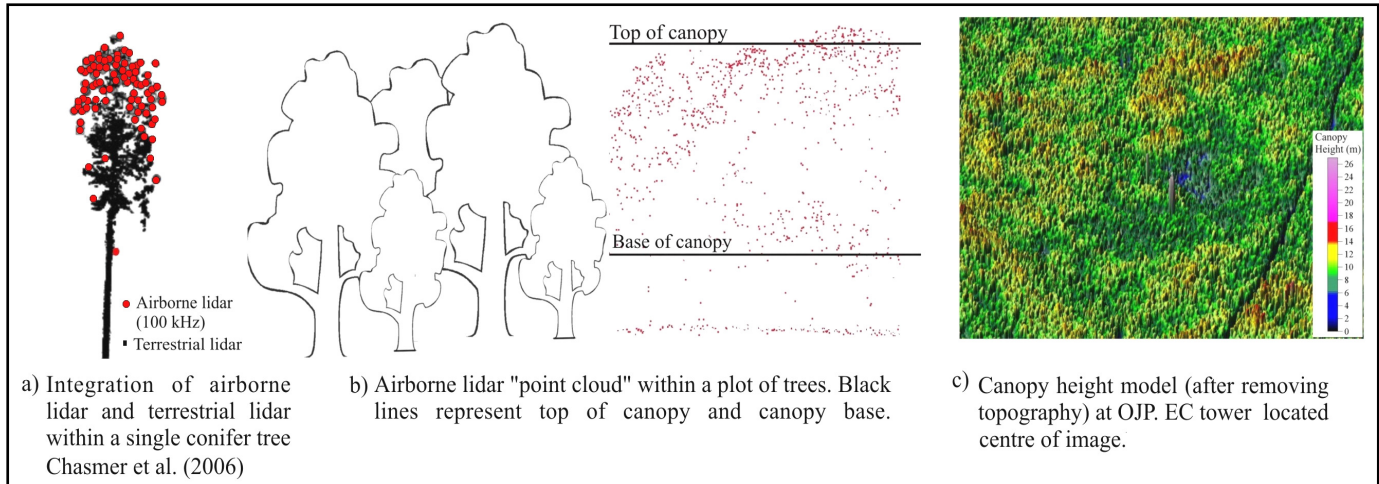 Airborne lidar
(100 kHz)
Terrestrial lidar
a) Integration of airborne
lidar and terrestrial lidar
within a single conifer tree
Chasmer et al. (2006)
Top of canopy
Base of canopy
b) Airborne lidar "point cloud" within a plot of trees. Black
lines represent top of canopy and canopy base.
Canopy
Height (m)
26
24
22
20
18
16
14
12
10
8
6
4
2
0
c) Canopy height model (after removing
topography) at OJP. EC tower located
centre of image.